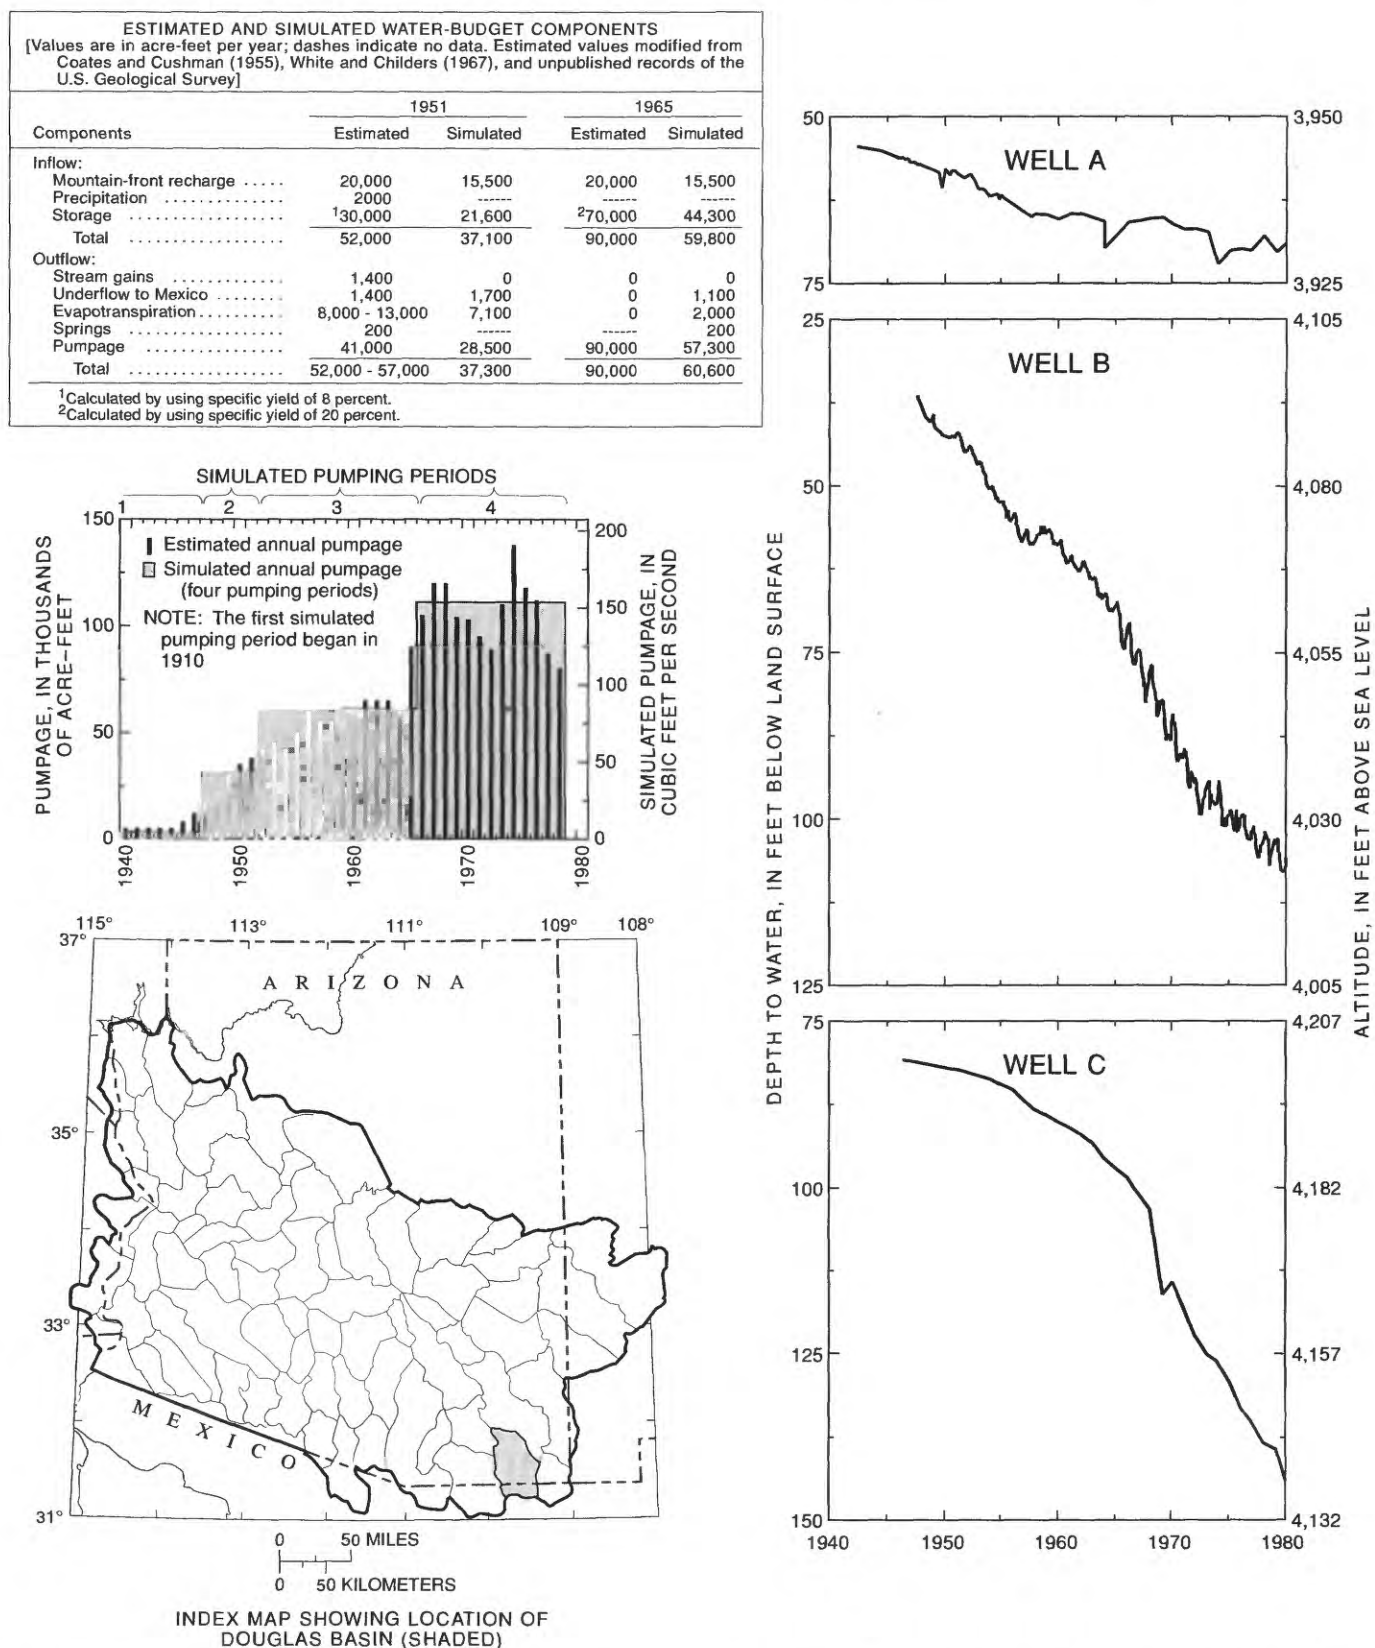 ESTIMATED AND SIMULATED WATER-BUDGET COMPONENTS
[Values are in acre-feet per year; dashes indicate no data. Estimated values modified from
Coates and Cushman (1955), White and Childers (1967), and unpublished records of the
U.S. Geological Survey]
1951 1965
Components Estimated Simulated Estimated Simulated
Inflow:
Mountain-front recharge ..... 20,000 15,500 20,000 15,500
Precipitation ............. 2000 ------ ------ ------
Storage ................. ¹30,000 21,600 ²70,000 44,300
Total ................. 52,000 37,100 90,000 59,800
Outflow:
Stream gains ............ 1,400 0 0 0
Underflow to Mexico ........ 1,400 1,700 0 1,100
Evapotranspiration .......... 8,000 - 13,000 7,100 0 2,000
Springs ................ 200 ------ ------ 200
Pumpage ............... 41,000 28,500 90,000 57,300
Total ................. 52,000 - 57,000 37,300 90,000 60,600
¹Calculated by using specific yield of 8 percent.
²Calculated by using specific yield of 20 percent.
SIMULATED PUMPING PERIODS
1 2 3 4
150
100
50
0
PUMPAGE, IN THOUSANDS
OF ACRE–FEET
Estimated annual pumpage
Simulated annual pumpage
(four pumping periods)
NOTE: The first simulated
pumping period began in
1910
200
150
100
50
0
SIMULATED PUMPAGE, IN
CUBIC FEET PER SECOND
1940 1950 1960 1970 1980
115° 113° 111° 109° 108°
37°
35°
33°
31°
ARIZONA
MEXICO
0 50 MILES
0 50 KILOMETERS
INDEX MAP SHOWING LOCATION OF
DOUGLAS BASIN (SHADED)
DEPTH TO WATER, IN FEET BELOW LAND SURFACE
ALTITUDE, IN FEET ABOVE SEA LEVEL
50 3,950
WELL A
75 3,925
25 4,105
WELL B
50 4,080
75 4,055
100 4,030
125 4,005
75 4,207
WELL C
100 4,182
125 4,157
150 4,132
1940 1950 1960 1970 1980